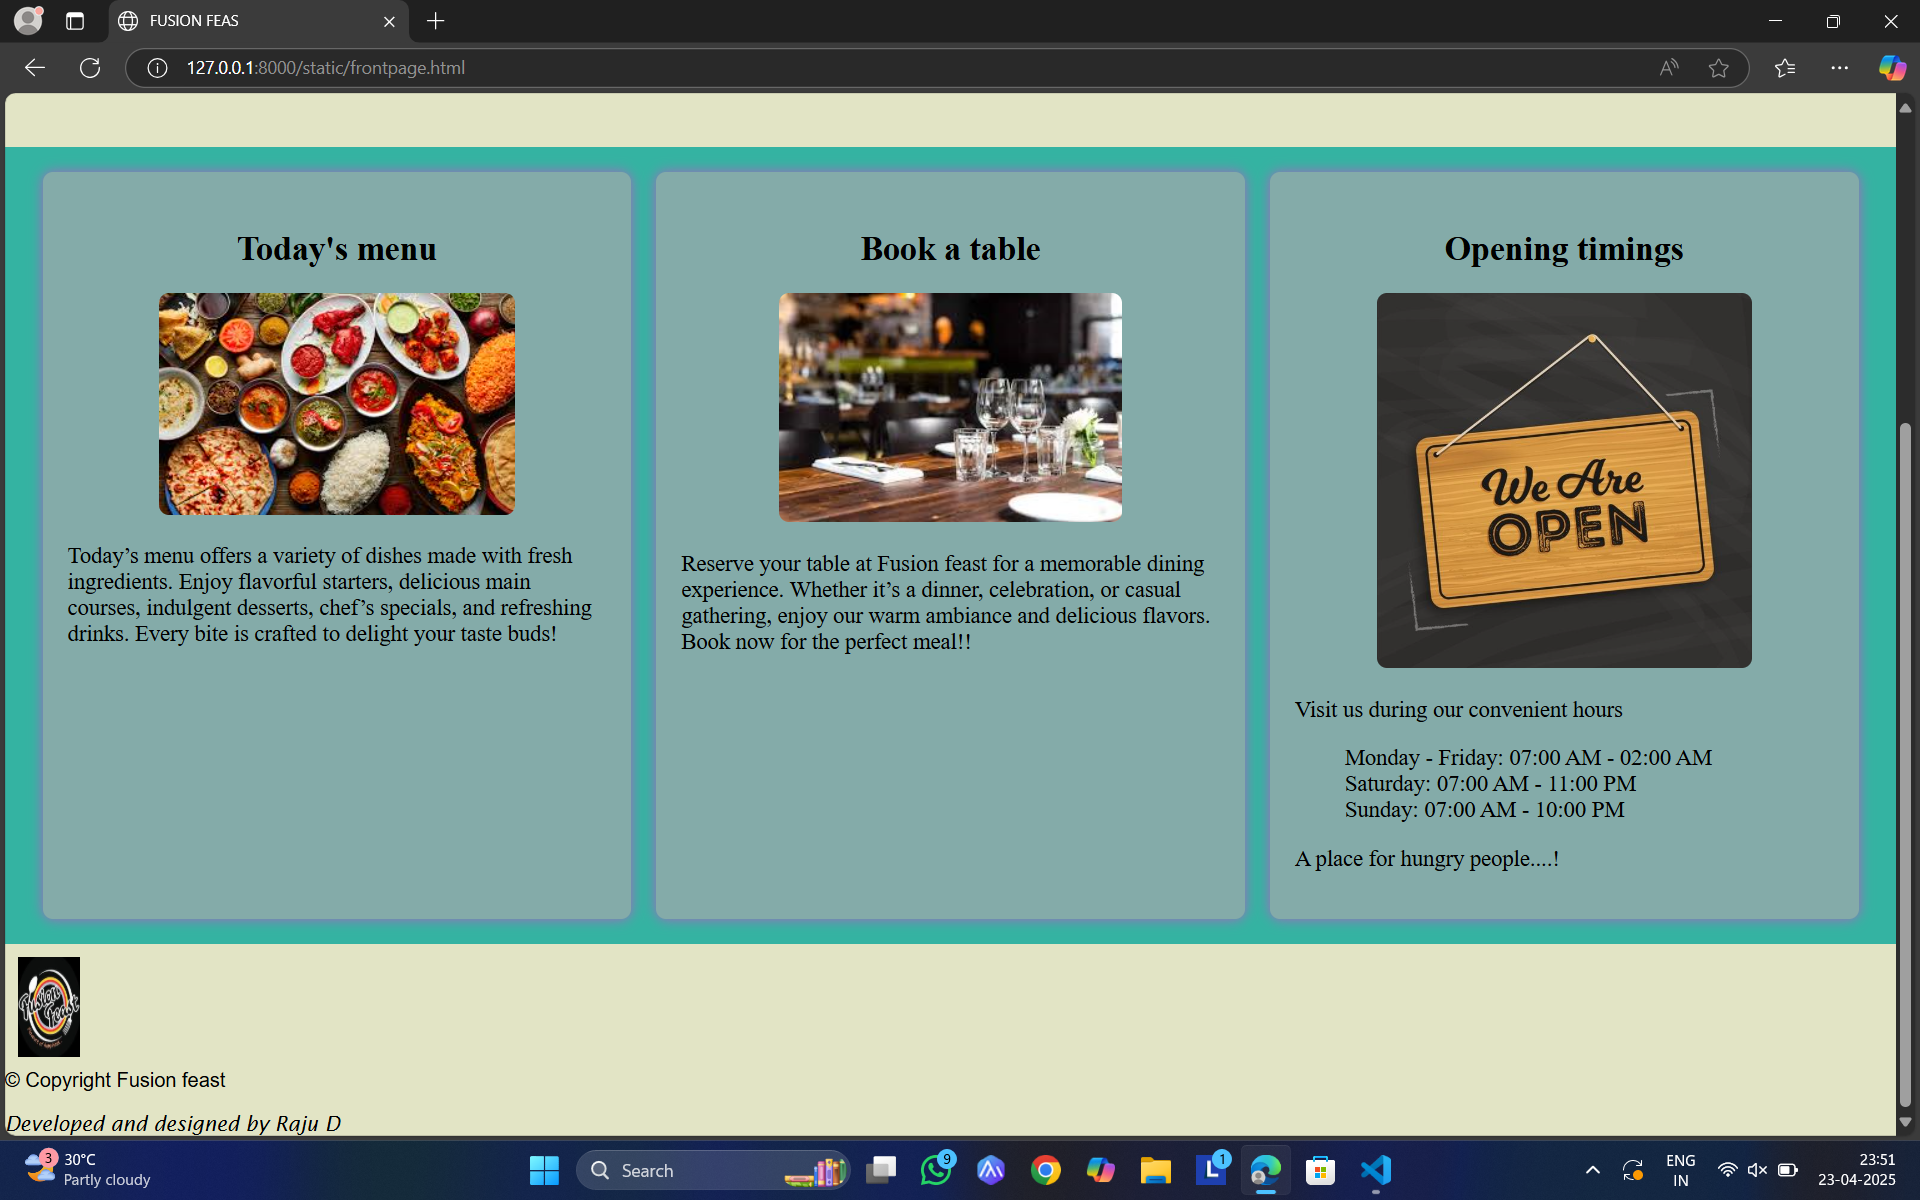 FUSION FEAS
127.0.0.1:8000/static/frontpage.html
Today's menu
Today’s menu offers a variety of dishes made with fresh
ingredients. Enjoy flavorful starters, delicious main
courses, indulgent desserts, chef’s specials, and refreshing
drinks. Every bite is crafted to delight your taste buds!
Book a table
Reserve your table at Fusion feast for a memorable dining
experience. Whether it’s a dinner, celebration, or casual
gathering, enjoy our warm ambiance and delicious flavors.
Book now for the perfect meal!!
Opening timings
We Are
OPEN
Visit us during our convenient hours
Monday - Friday: 07:00 AM - 02:00 AM
Saturday: 07:00 AM - 11:00 PM
Sunday: 07:00 AM - 10:00 PM
A place for hungry people....!
Fusion
Feast
© Copyright Fusion feast
Developed and designed by Raju D
3
30°C
Partly cloudy
Search
9
1
ENG
IN
23:51
23-04-2025